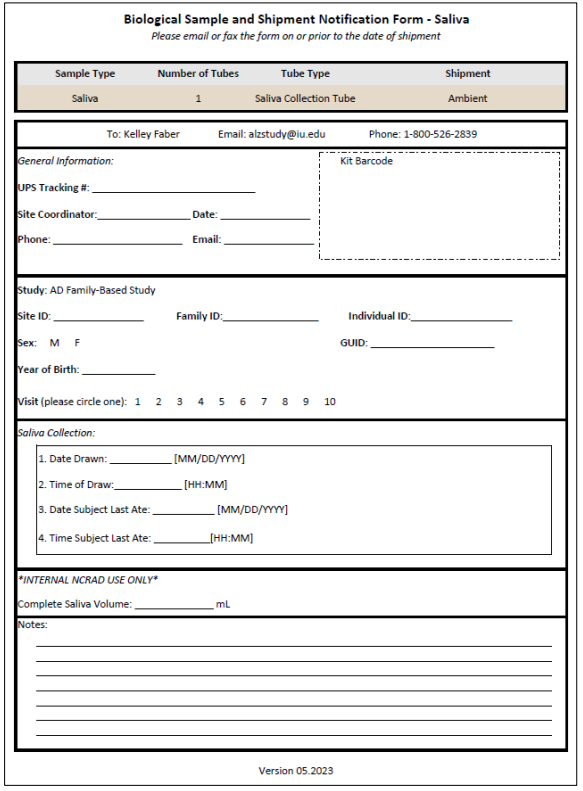 Biological Sample and Shipment Notification Form - Saliva
Please email or fax the form on or prior to the date of shipment
Sample Type Number of Tubes Tube Type Shipment
Saliva 1 Saliva Collection Tube Ambient
To: Kelley Faber Email: alzstudy@iu.edu Phone: 1-800-526-2839
General Information: Kit Barcode
UPS Tracking #: ____________________________
Site Coordinator:________________ Date: ________________
Phone: _______________________ Email: ________________
Study: AD Family-Based Study
Site ID: ________________ Family ID:_________________ Individual ID:__________________
Sex: M F GUID: ______________________
Year of Birth: _____________
Visit (please circle one): 1 2 3 4 5 6 7 8 9 10
Saliva Collection:
1. Date Drawn: ___________ [MM/DD/YYYY]
2. Time of Draw:____________ [HH:MM]
3. Date Subject Last Ate: __________ [MM/DD/YYYY]
4. Time Subject Last Ate: __________[HH:MM]
*INTERNAL NCRAD USE ONLY*
Complete Saliva Volume: ______________ mL
Notes:
Version 05.2023